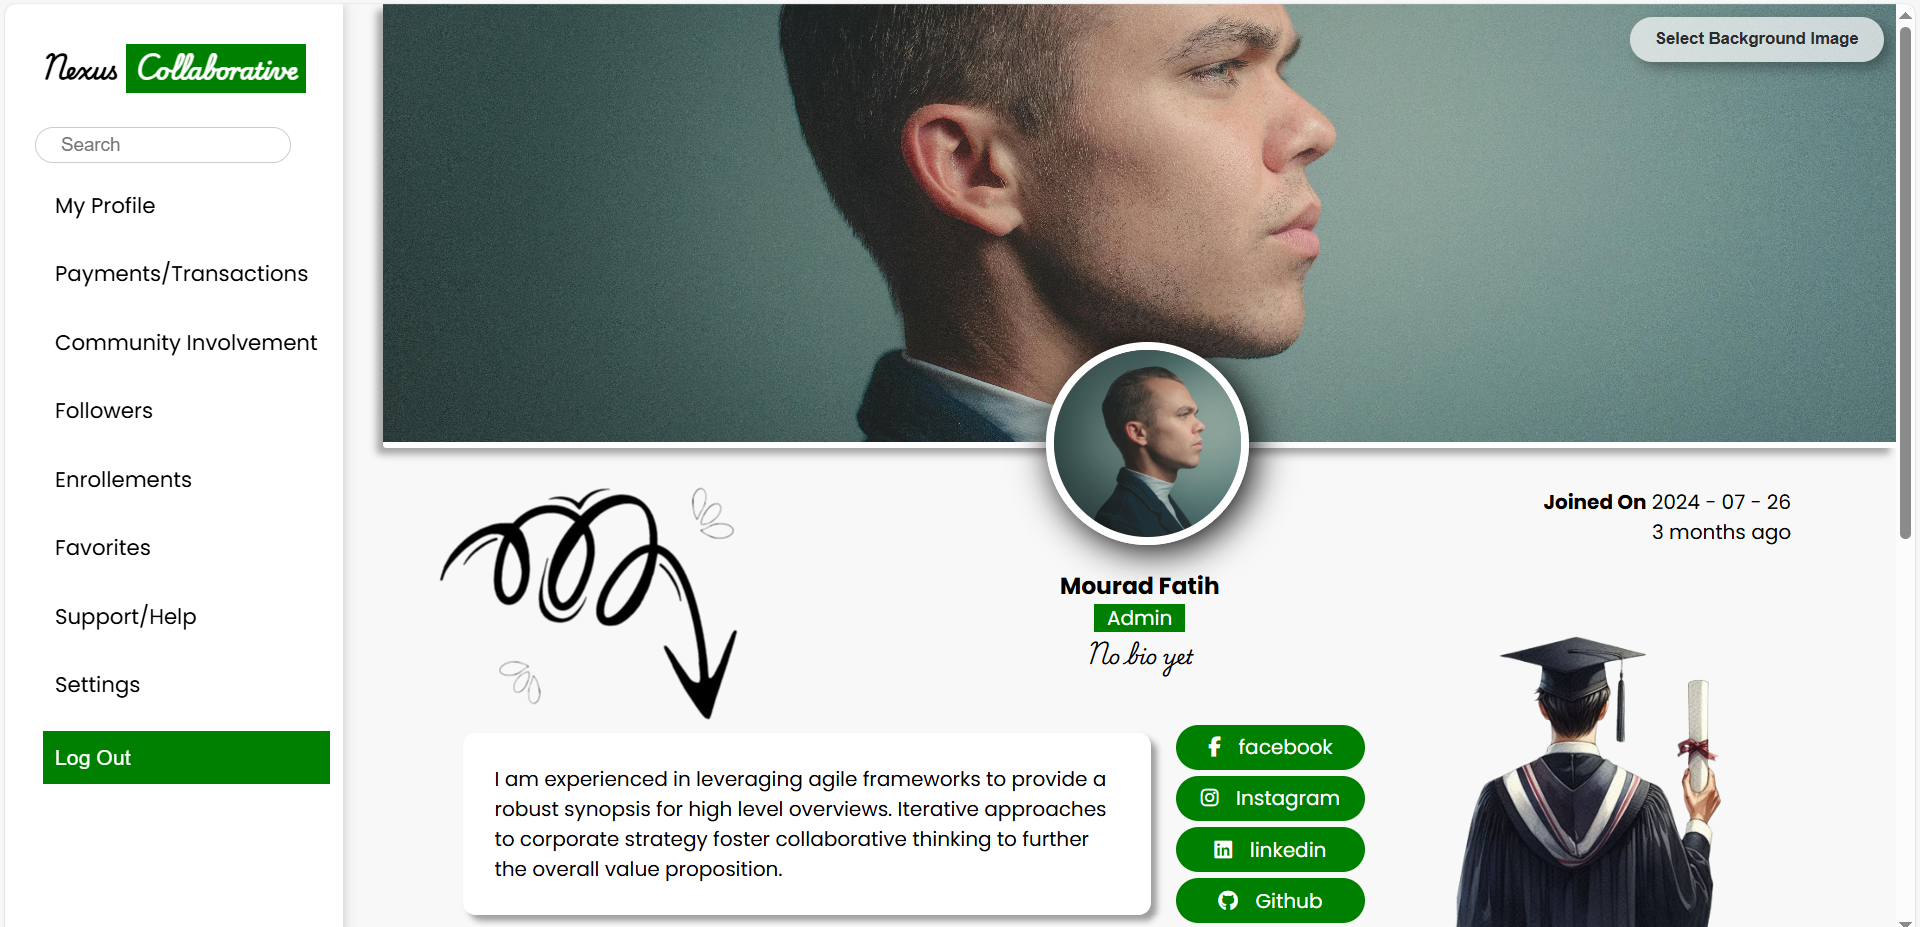 Nexus Collaborative
Search
My Profile
Payments/Transactions
Community Involvement
Followers
Enrollements
Favorites
Support/Help
Settings
Log Out
Select Background Image
Joined On 2024 - 07 - 26
3 months ago
Mourad Fatih
Admin
No bio yet
I am experienced in leveraging agile frameworks to provide a
robust synopsis for high level overviews. Iterative approaches
to corporate strategy foster collaborative thinking to further
the overall value proposition.
facebook
Instagram
linkedin
Github